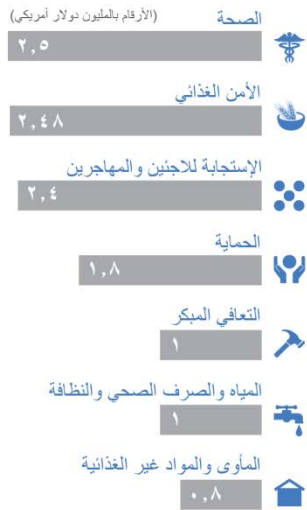 الصحة (الأرقام بالمليون دولار أمريكي)
٢,٥
الأمن الغذائي
٢,٤٨
الإستجابة للاجئين والمهاجرين
٢,٤
الحماية
١,٨
التعافي المبكر
١
المياه والصرف الصحي والنظافة
١
المأوى والمواد غير الغذائية
٠,٨